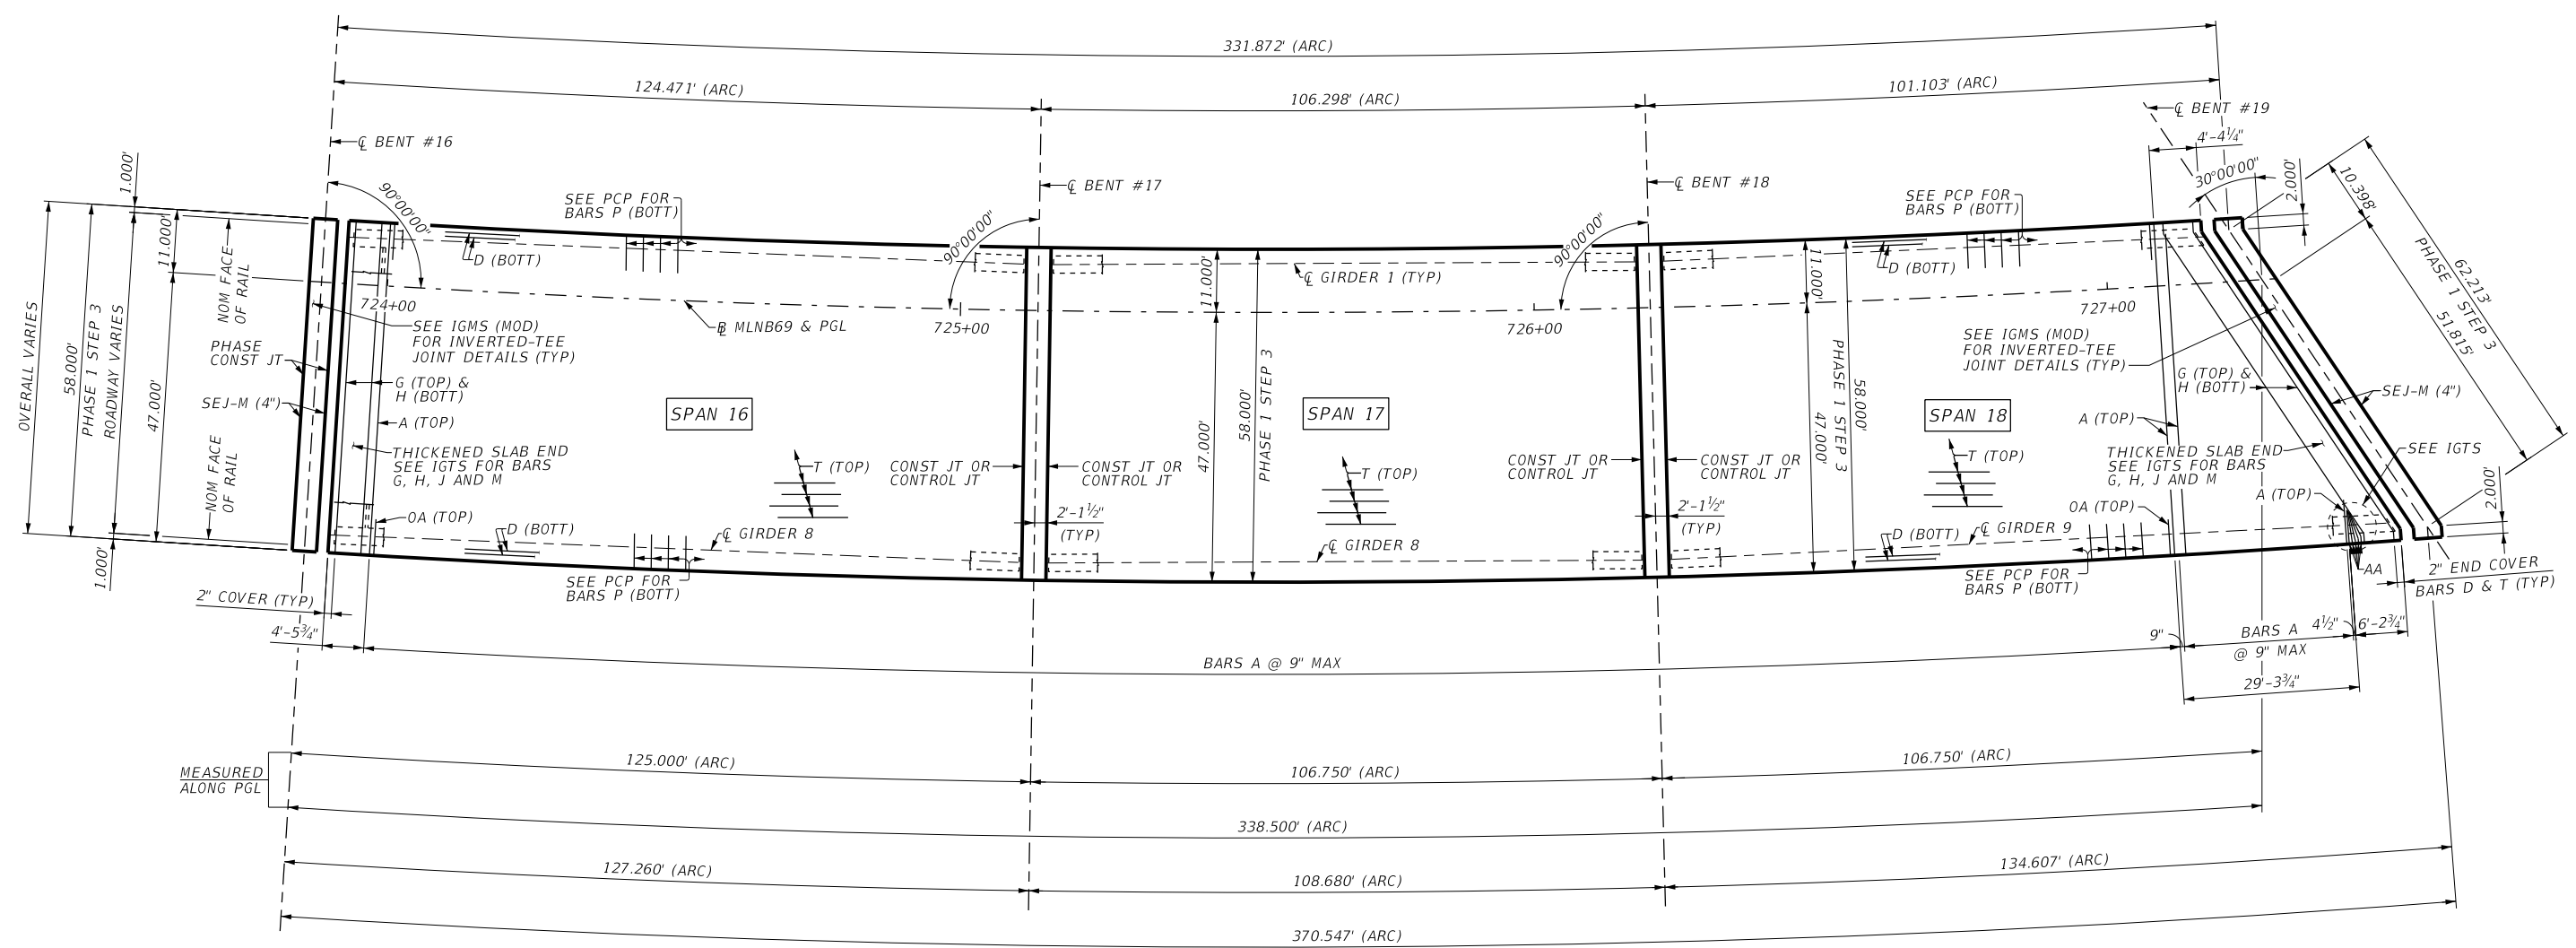 331.872' (ARC)
124.471' (ARC)
106.298' (ARC)
101.103' (ARC)
℄ BENT #16
℄ BENT #17
℄ BENT #18
℄ BENT #19
4'-4¼"
30°00'00"
2.000'
10.398'
62.213'
PHASE 1 STEP 3
51.815'
1.000'
11.000'
90°00'00"
SEE PCP FOR
BARS P (BOTT)
90°00'00"
90°00'00"
SEE PCP FOR
BARS P (BOTT)
OVERALL VARIES
58.000'
PHASE 1 STEP 3
ROADWAY VARIES
47.000'
1.000'
NOM FACE
OF RAIL
NOM FACE
OF RAIL
D (BOTT)
724+00
725+00
726+00
727+00
℄ GIRDER 1 (TYP)
D (BOTT)
11.000'
11.000'
SEE IGMS (MOD)
FOR INVERTED-TEE
JOINT DETAILS (TYP)
PHASE
CONST JT
SEJ-M (4")
G (TOP) &
H (BOTT)
A (TOP)
THICKENED SLAB END
SEE IGTS FOR BARS
G, H, J AND M
OA (TOP)
D (BOTT)
℄ GIRDER 8
SEE PCP FOR
BARS P (BOTT)
B̲L MLNB69 & PGL
SPAN 16
T (TOP)
CONST JT OR
CONTROL JT
CONST JT OR
CONTROL JT
2'-1½"
(TYP)
47.000'
58.000'
PHASE 1 STEP 3
SPAN 17
T (TOP)
℄ GIRDER 8
CONST JT OR
CONTROL JT
CONST JT OR
CONTROL JT
2'-1½"
(TYP)
PHASE 1 STEP 3
58.000'
47.000'
SPAN 18
T (TOP)
SEE IGMS (MOD)
FOR INVERTED-TEE
JOINT DETAILS (TYP)
G (TOP) &
H (BOTT)
SEJ-M (4")
A (TOP)
THICKENED SLAB END
SEE IGTS FOR BARS
G, H, J AND M
SEE IGTS
A (TOP)
OA (TOP)
D (BOTT)
℄ GIRDER 9
SEE PCP FOR
BARS P (BOTT)
AA
2.000'
2" END COVER
BARS D & T (TYP)
2" COVER (TYP)
4'-5¾"
BARS A @ 9" MAX
9"
BARS A
@ 9" MAX
4½"
6'-2¾"
29'-3¾"
MEASURED
ALONG PGL
125.000' (ARC)
106.750' (ARC)
106.750' (ARC)
338.500' (ARC)
127.260' (ARC)
108.680' (ARC)
134.607' (ARC)
370.547' (ARC)